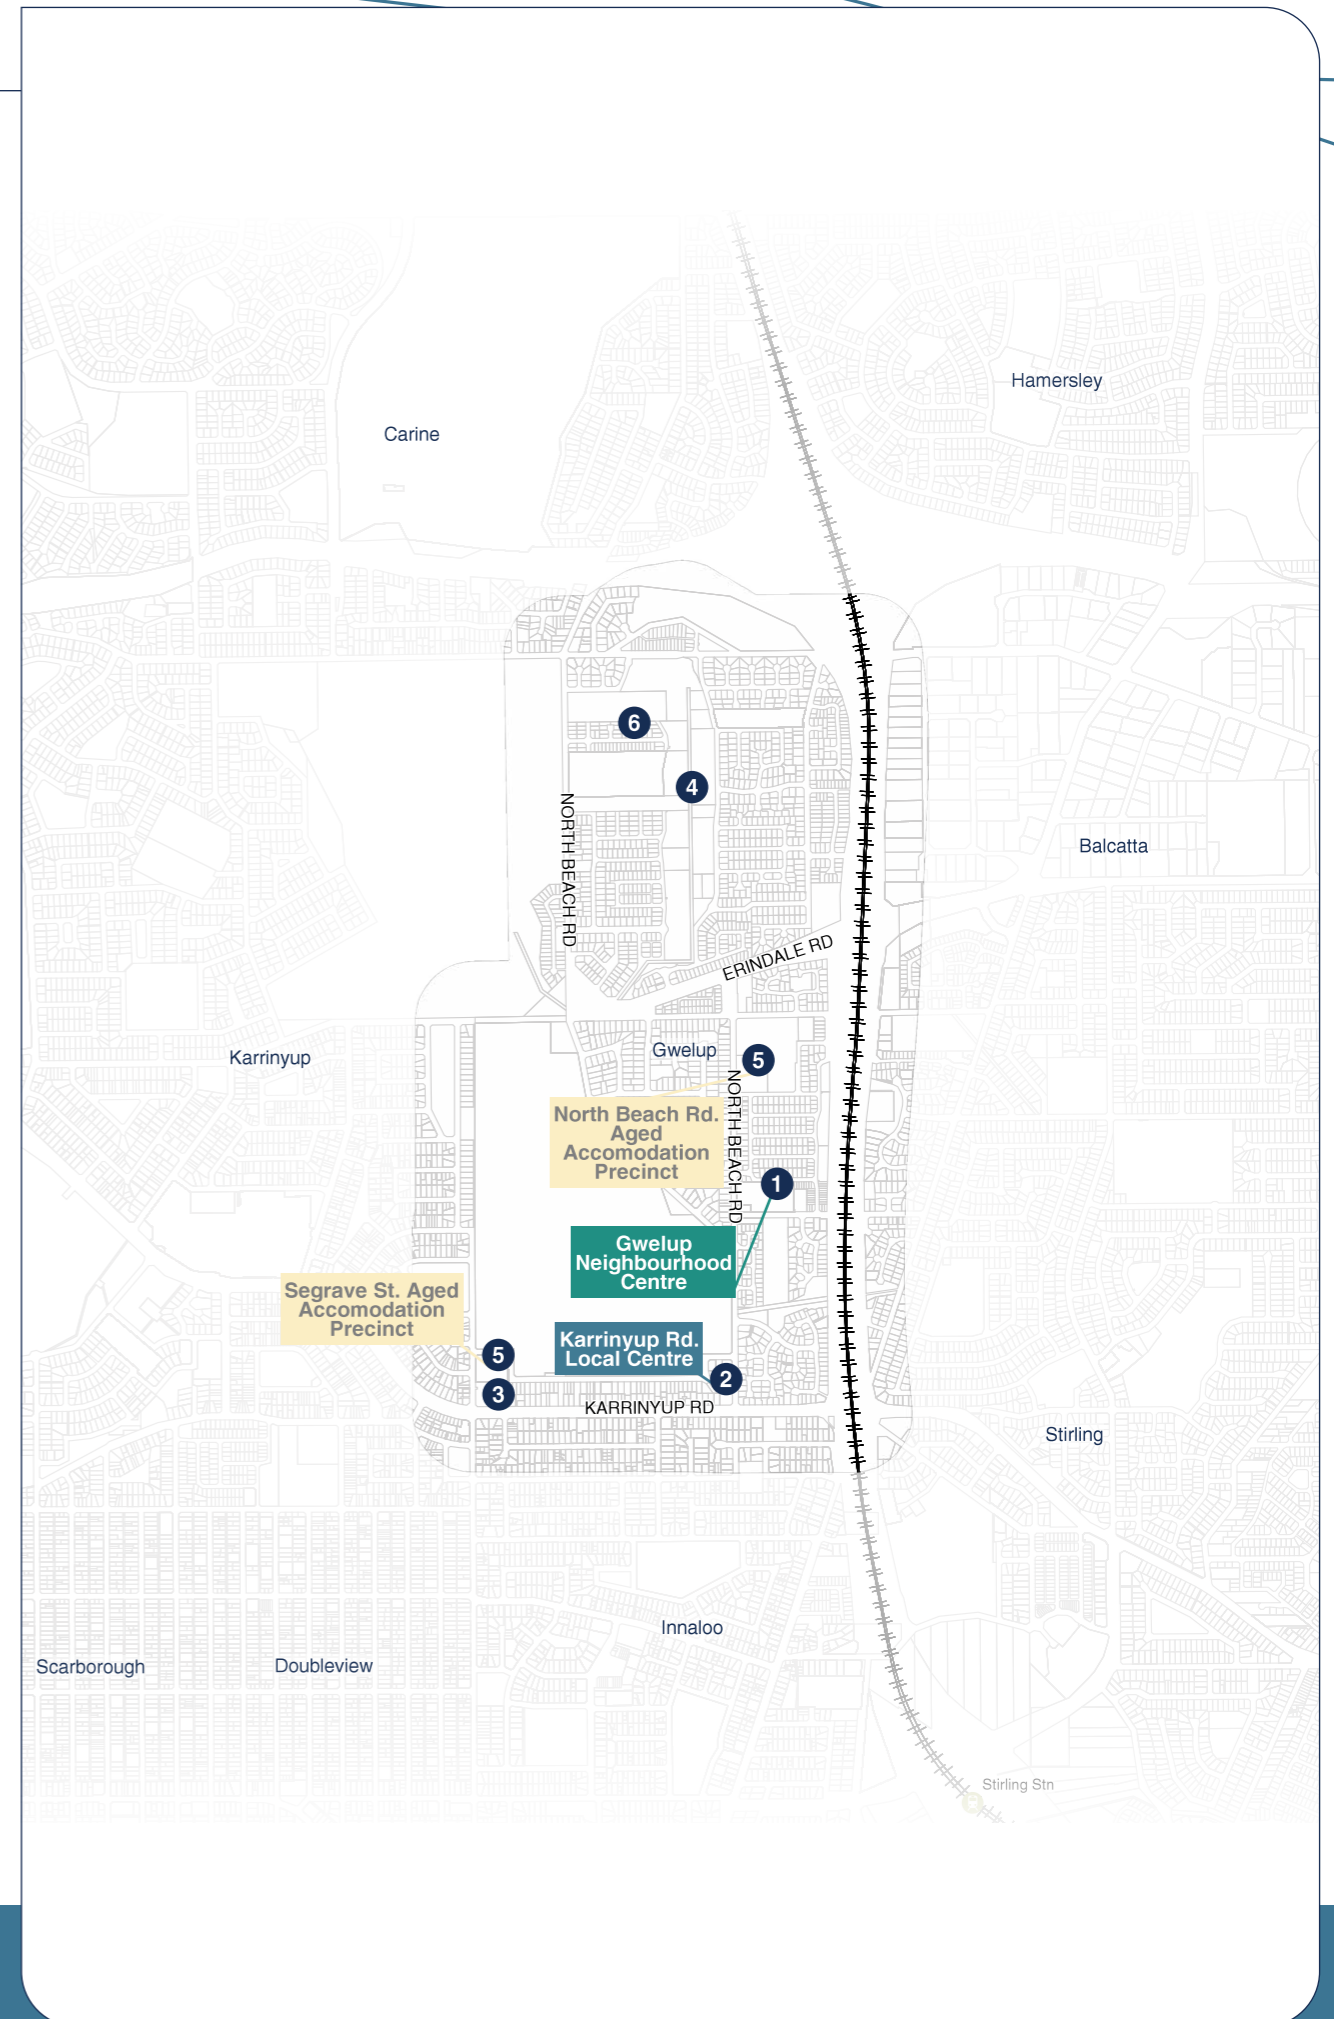 Hamersley
Carine
6
4
NORTH BEACH RD
Balcatta
ERINDALE RD
Gwelup
Karrinyup
5
NORTH BEACH RD
North Beach Rd.
Aged
Accomodation
Precinct
1
Gwelup
Neighbourhood
Centre
Segrave St. Aged
Accomodation
Precinct
Karrinyup Rd.
Local Centre
5
2
3
KARRINYUP RD
Stirling
Innaloo
Scarborough
Doubleview
Stirling Stn